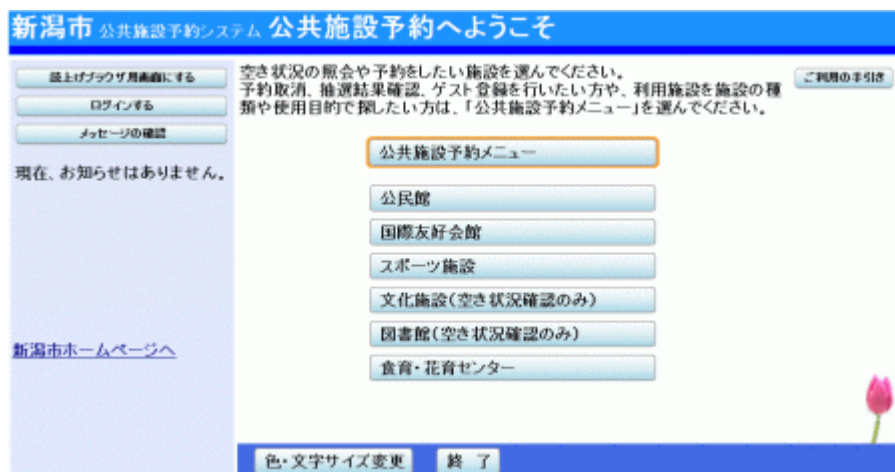 新潟市 公共施設予約システム 公共施設予約へようこそ
読上げブラウザ用画面にする
ログインする
メッセージの確認
現在、お知らせはありません。
新潟市ホームページへ
空き状況の照会や予約をしたい施設を選んでください。
予約取消、抽選結果確認、ゲスト登録を行いたい方や、利用施設を施設の種
類や使用目的で探したい方は、「公共施設予約メニュー」を選んでください。
ご利用の手引き
公共施設予約メニュー
公民館
国際友好会館
スポーツ施設
文化施設(空き状況確認のみ)
図書館(空き状況確認のみ)
食育・花育センター
色・文字サイズ変更
終 了